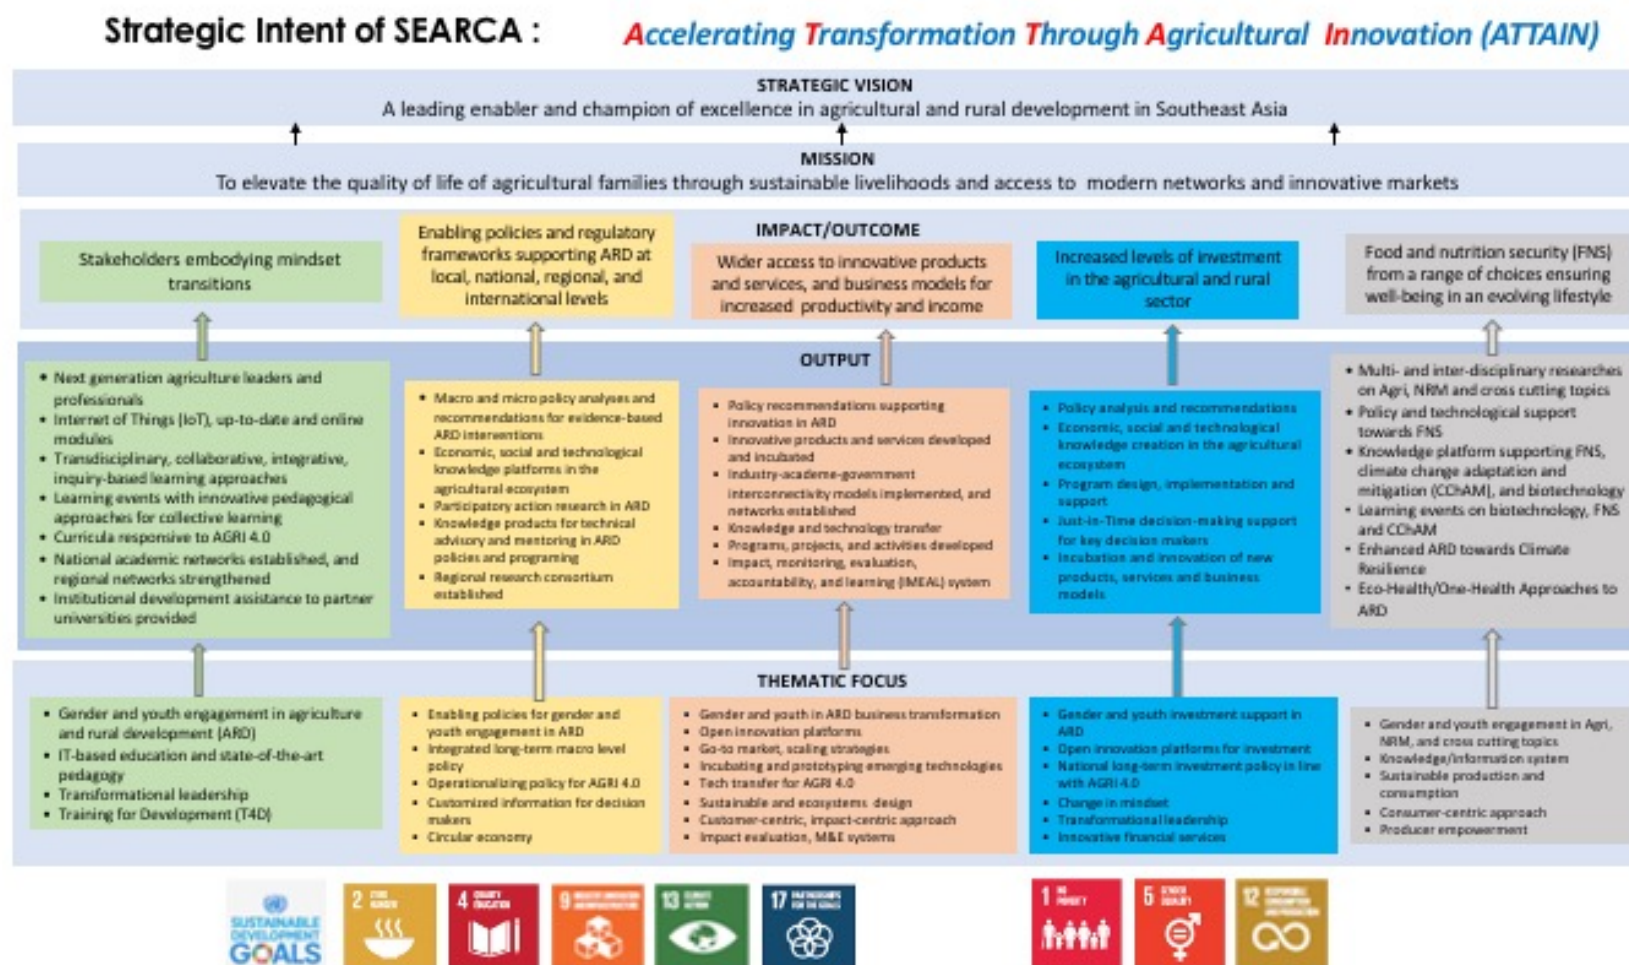 Strategic Intent of SEARCA :
Accelerating Transformation Through Agricultural Innovation (ATTAIN)
STRATEGIC VISION
A leading enabler and champion of excellence in agricultural and rural development in Southeast Asia
MISSION
To elevate the quality of life of agricultural families through sustainable livelihoods and access to modern networks and innovative markets
IMPACT/OUTCOME
Stakeholders embodying mindset
transitions
Enabling policies and regulatory
frameworks supporting ARD at
local, national, regional, and
international levels
Wider access to innovative products
and services, and business models for
increased productivity and income
Increased levels of investment
in the agricultural and rural
sector
Food and nutrition security (FNS)
from a range of choices ensuring
well-being in an evolving lifestyle
OUTPUT
• Next generation agriculture leaders and
professionals
• Internet of Things (IoT), up-to-date and online
modules
• Transdisciplinary, collaborative, integrative,
inquiry-based learning approaches
• Learning events with innovative pedagogical
approaches for collective learning
• Curricula responsive to AGRI 4.0
• National academic networks established, and
regional networks strengthened
• Institutional development assistance to partner
universities provided
• Macro and micro policy analyses and
recommendations for evidence-based
ARD interventions
• Economic, social and technological
knowledge platforms in the
agricultural ecosystem
• Participatory action research in ARD
• Knowledge products for technical
advisory and mentoring in ARD
policies and programing
• Regional research consortium
established
• Policy recommendations supporting
innovation in ARD
• Innovative products and services developed
and incubated
• Industry-academe-government
interconnectivity models implemented, and
networks established
• Knowledge and technology transfer
• Programs, projects, and activities developed
• Impact, monitoring, evaluation,
accountability, and learning (IMEAL) system
• Policy analysis and recommendations
• Economic, social and technological
knowledge creation in the agricultural
ecosystem
• Program design, implementation and
support
• Just-in-Time decision-making support
for key decision makers
• Incubation and innovation of new
products, services and business
models
• Multi- and inter-disciplinary researches
on Agri, NRM and cross cutting topics
• Policy and technological support
towards FNS
• Knowledge platform supporting FNS,
climate change adaptation and
mitigation (CChAM), and biotechnology
• Learning events on biotechnology, FNS
and CChAM
• Enhanced ARD towards Climate
Resilience
• Eco-Health/One-Health Approaches to
ARD
THEMATIC FOCUS
▪ Gender and youth engagement in agriculture
and rural development (ARD)
▪ IT-based education and state-of-the-art
pedagogy
▪ Transformational leadership
▪ Training for Development (T4D)
▪ Enabling policies for gender and
youth engagement in ARD
▪ Integrated long-term macro level
policy
▪ Operationalizing policy for AGRI 4.0
▪ Customized information for decision
makers
▪ Circular economy
▪ Gender and youth in ARD business transformation
▪ Open innovation platforms
▪ Go-to market, scaling strategies
▪ Incubating and prototyping emerging technologies
▪ Tech transfer for AGRI 4.0
▪ Sustainable and ecosystems design
▪ Customer-centric, impact-centric approach
▪ Impact evaluation, M&E systems
▪ Gender and youth investment support in
ARD
▪ Open innovation platforms for investment
▪ National long-term investment policy in line
with AGRI 4.0
▪ Change in mindset
▪ Transformational leadership
▪ Innovative financial services
▪ Gender and youth engagement in Agri,
NRM, and cross cutting topics
▪ Knowledge/information system
▪ Sustainable production and
consumption
▪ Consumer-centric approach
▪ Producer empowerment
SUSTAINABLE
DEVELOPMENT
GOALS
2 ZERO
HUNGER
4 QUALITY
EDUCATION
9 INDUSTRY, INNOVATION
AND INFRASTRUCTURE
13 CLIMATE
ACTION
17 PARTNERSHIPS
FOR THE GOALS
1 NO
POVERTY
5 GENDER
EQUALITY
12 RESPONSIBLE
CONSUMPTION
AND PRODUCTION